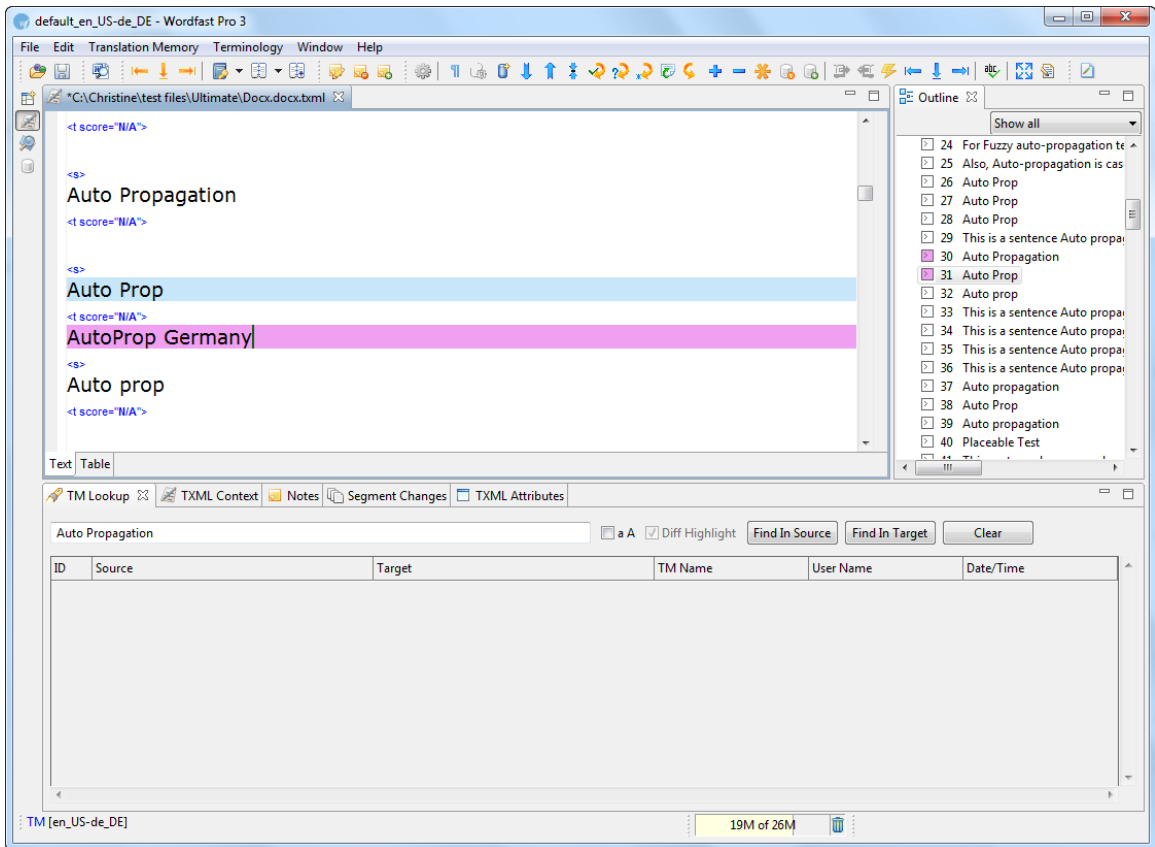 default_en_US-de_DE - Wordfast Pro 3
File Edit Translation Memory Terminology Window Help
*C:\Christine\test files\Ultimate\Docx.docx.txml
<t score="N/A">
<s>
Auto Propagation
<t score="N/A">
<s>
Auto Prop
<t score="N/A">
AutoProp Germany
<s>
Auto prop
<t score="N/A">
Text Table
Outline
Show all
24 For Fuzzy auto-propagation te
25 Also, Auto-propagation is cas
26 Auto Prop
27 Auto Prop
28 Auto Prop
29 This is a sentence Auto propa
30 Auto Propagation
31 Auto Prop
32 Auto prop
33 This is a sentence Auto propa
34 This is a sentence Auto propa
35 This is a sentence Auto propa
36 This is a sentence Auto propa
37 Auto propagation
38 Auto Prop
39 Auto propagation
40 Placeable Test
TM Lookup TXML Context Notes Segment Changes TXML Attributes
Auto Propagation a A Diff Highlight Find In Source Find In Target Clear
ID Source Target TM Name User Name Date/Time
TM [en_US-de_DE] 19M of 26M